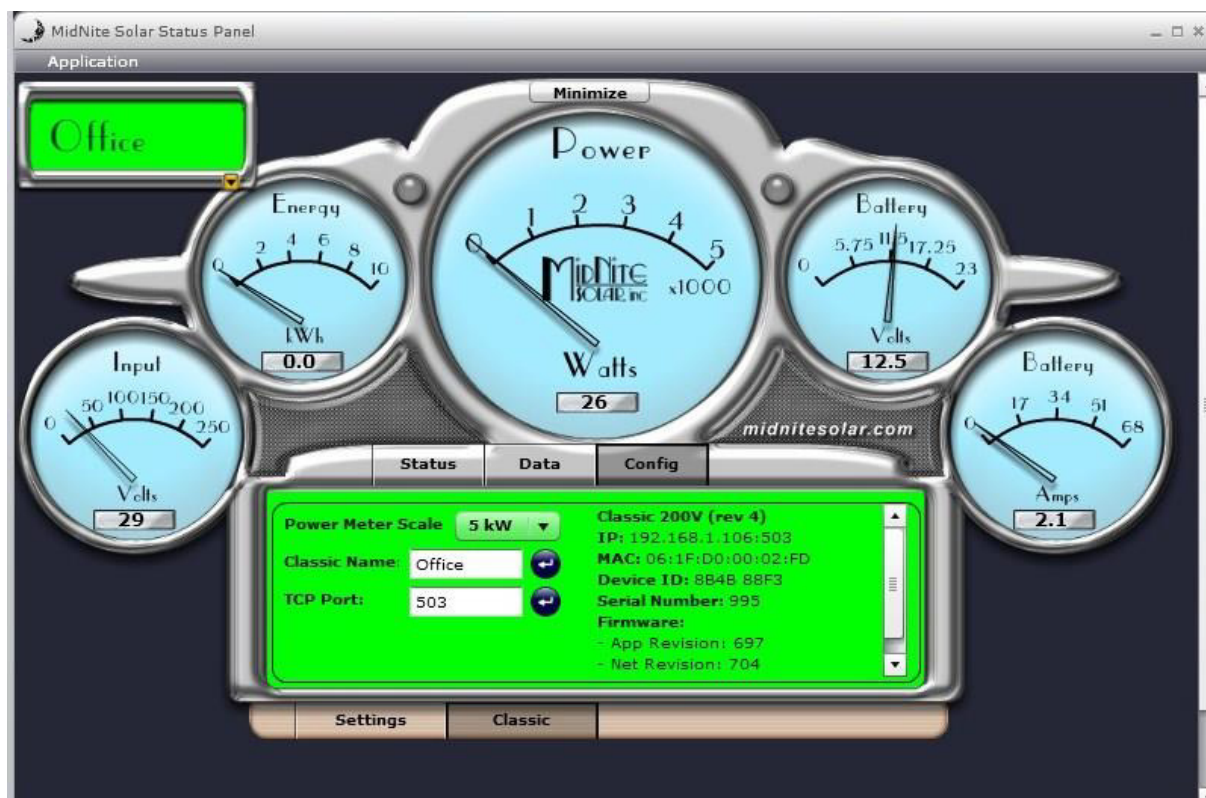 MidNite Solar Status Panel
Application
Office
Minimize
Power
0 1 2 3 4 5
x1000
MidNite
SOLAR, INC
Watts
26
Energy
0 2 4 6 8 10
kWh
0.0
Battery
0 5.75 11.5 17.25 23
Volts
12.5
Input
0 50 100 150 200 250
Volts
29
Battery
0 17 34 51 68
Amps
2.1
midnitesolar.com
Status Data Config
Power Meter Scale 5 kW
Classic Name: Office
TCP Port: 503
Classic 200V (rev 4)
IP: 192.168.1.106:503
MAC: 06:1F:D0:00:02:FD
Device ID: 8B4B 88F3
Serial Number: 995
Firmware:
- App Revision: 697
- Net Revision: 704
Settings Classic